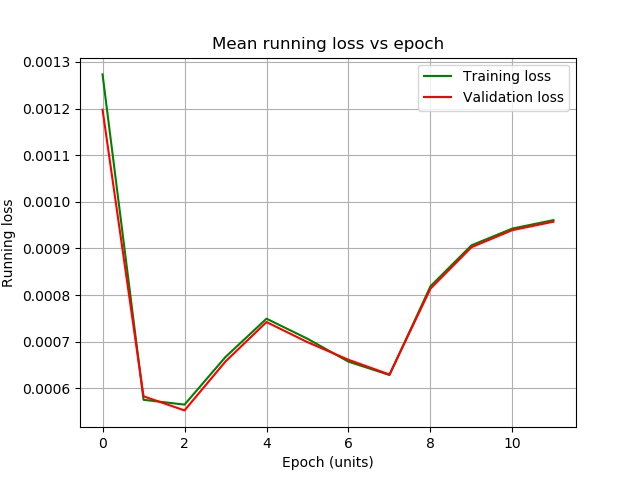 Mean running loss vs epoch
Training loss
Validation loss
0.0013
0.0012
0.0011
0.0010
0.0009
0.0008
0.0007
0.0006
Running loss
0
2
4
6
8
10
Epoch (units)